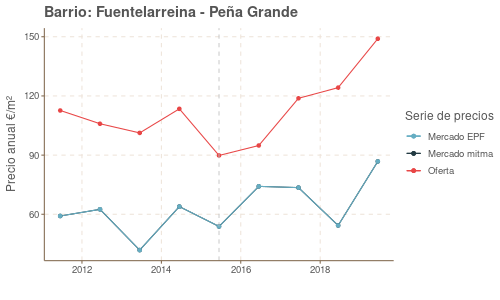 Barrio: Fuentelarreina - Peña Grande
Precio anual €/m²
150
120
90
60
2012
2014
2016
2018
Serie de precios
Mercado EPF
Mercado mitma
Oferta